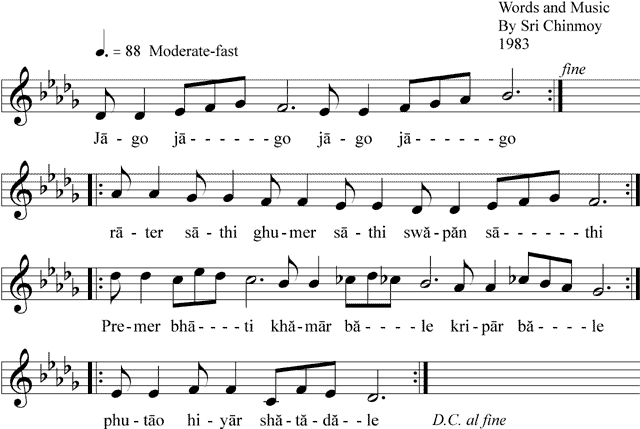 Words and Music
By Sri Chinmoy
1983
♩. = 88 Moderate-fast
fine
Jā - go jā - - - - - go jā - go jā - - - - - go
rā - ter sā - thi ghu - mer sā - thi swă - păn sā - - - - - - thi
Pre - mer bhā - - - - ti khă - mār bă - - - - le kri - pār bă - - - - le
phu - tāo hi - yār shă - tă - dă - le D.C. al fine